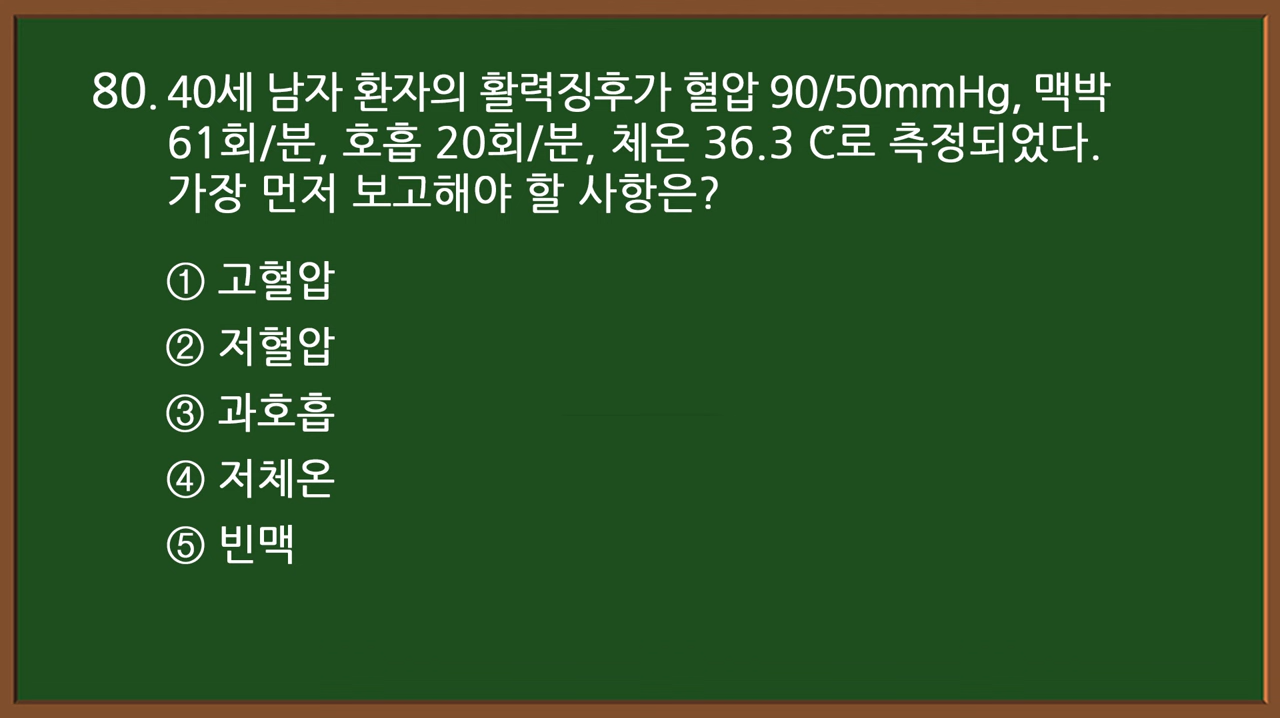 80. 40세 남자 환자의 활력징후가 혈압 90/50mmHg, 맥박
61회/분, 호흡 20회/분, 체온 36.3 ℃로 측정되었다.
가장 먼저 보고해야 할 사항은?
① 고혈압
② 저혈압
③ 과호흡
④ 저체온
⑤ 빈맥